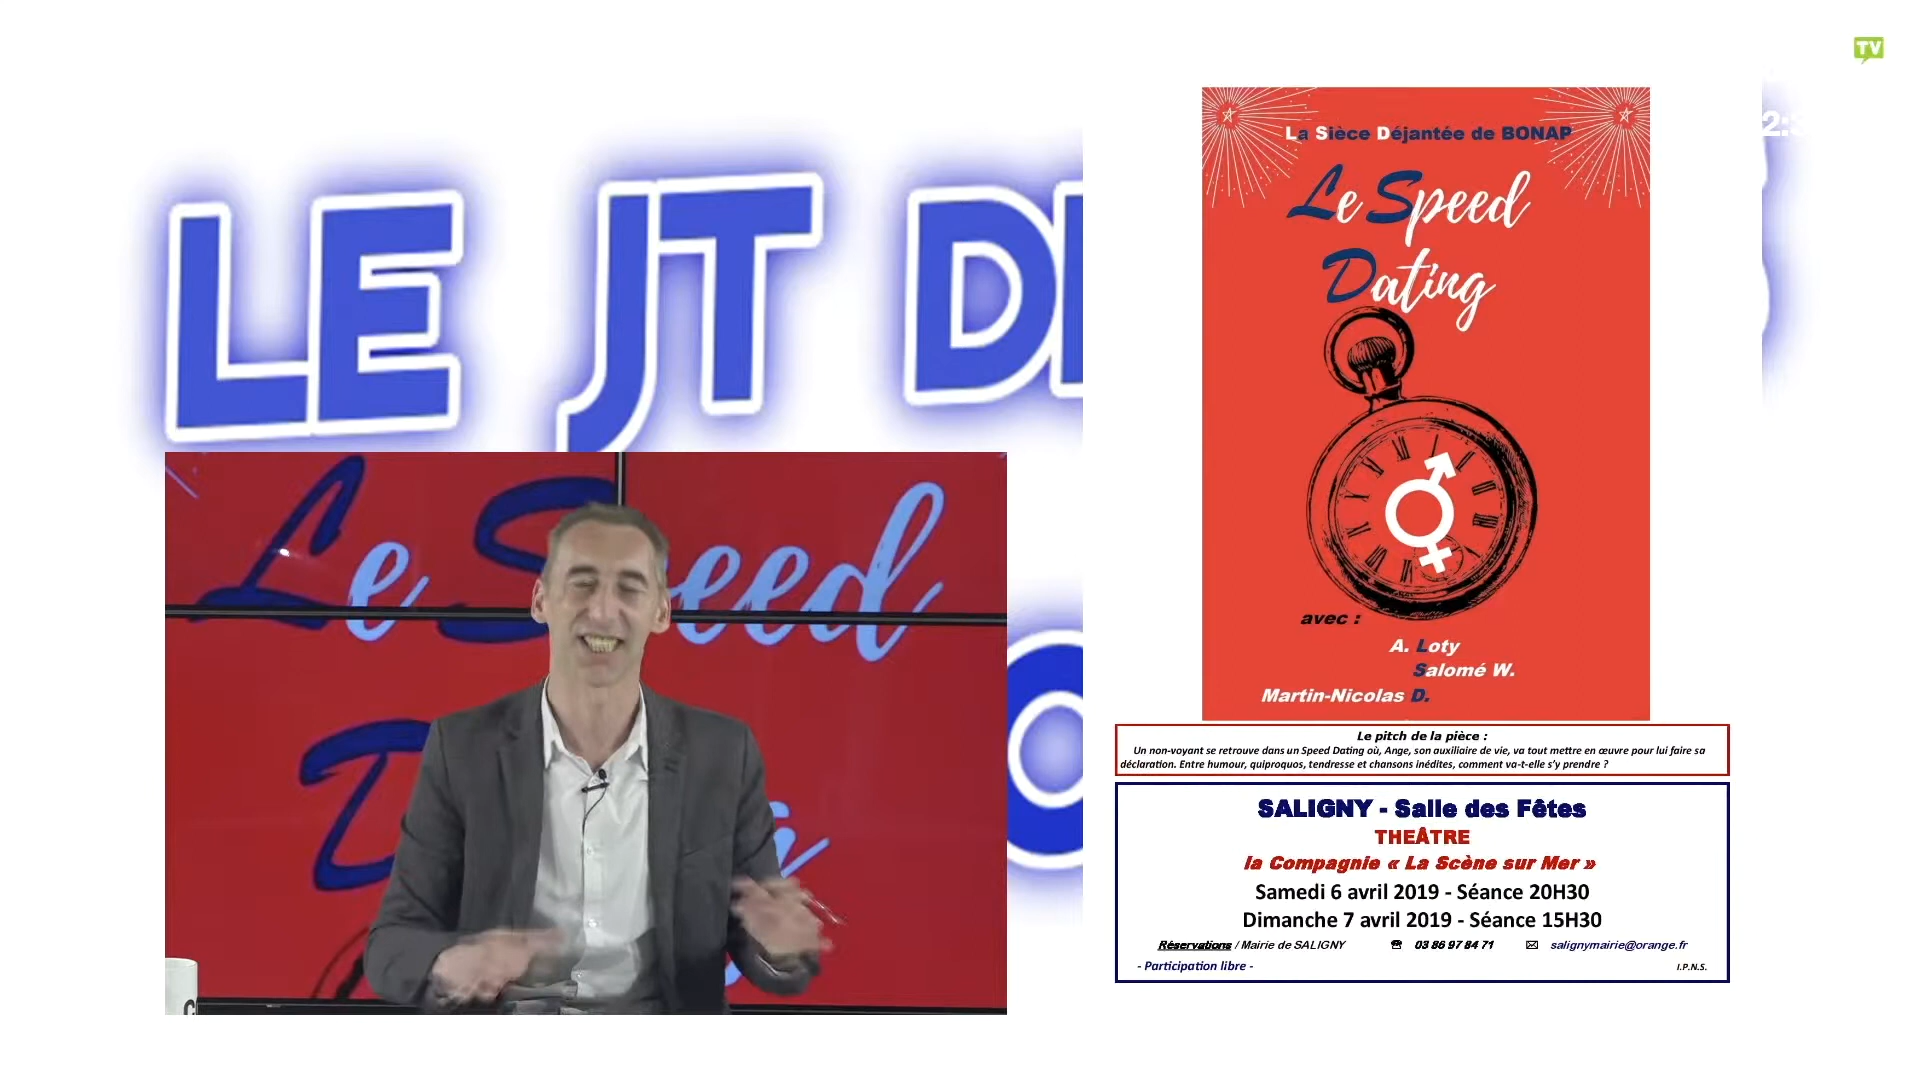 TV
LE JT DE
Le Speed
D
La Sièce Déjantée de BONAP
Le Speed
Dating
avec :
A. Loty
Salomé W.
Martin-Nicolas D.
Le pitch de la pièce :
Un non-voyant se retrouve dans un Speed Dating où, Ange, son auxiliaire de vie, va tout mettre en œuvre pour lui faire sa
déclaration. Entre humour, quiproquos, tendresse et chansons inédites, comment va-t-elle s'y prendre ?
SALIGNY - Salle des Fêtes
THEÂTRE
la Compagnie « La Scène sur Mer »
Samedi 6 avril 2019 - Séance 20H30
Dimanche 7 avril 2019 - Séance 15H30
Réservations / Mairie de SALIGNY 03 86 97 84 71 salignymairie@orange.fr
- Participation libre - I.P.N.S.